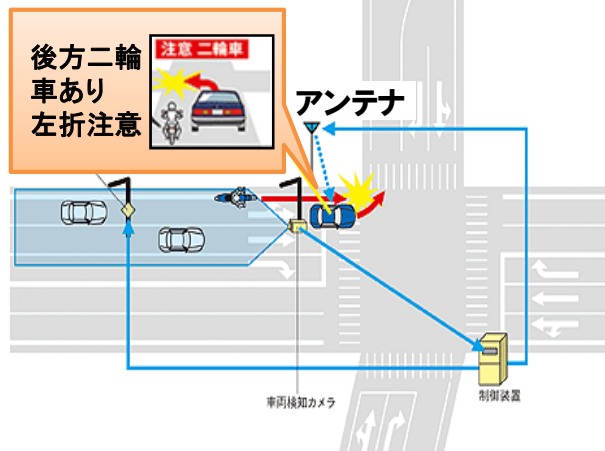 後方二輪
車あり
左折注意
注意 二輪車
アンテナ
車両検知カメラ
制御装置